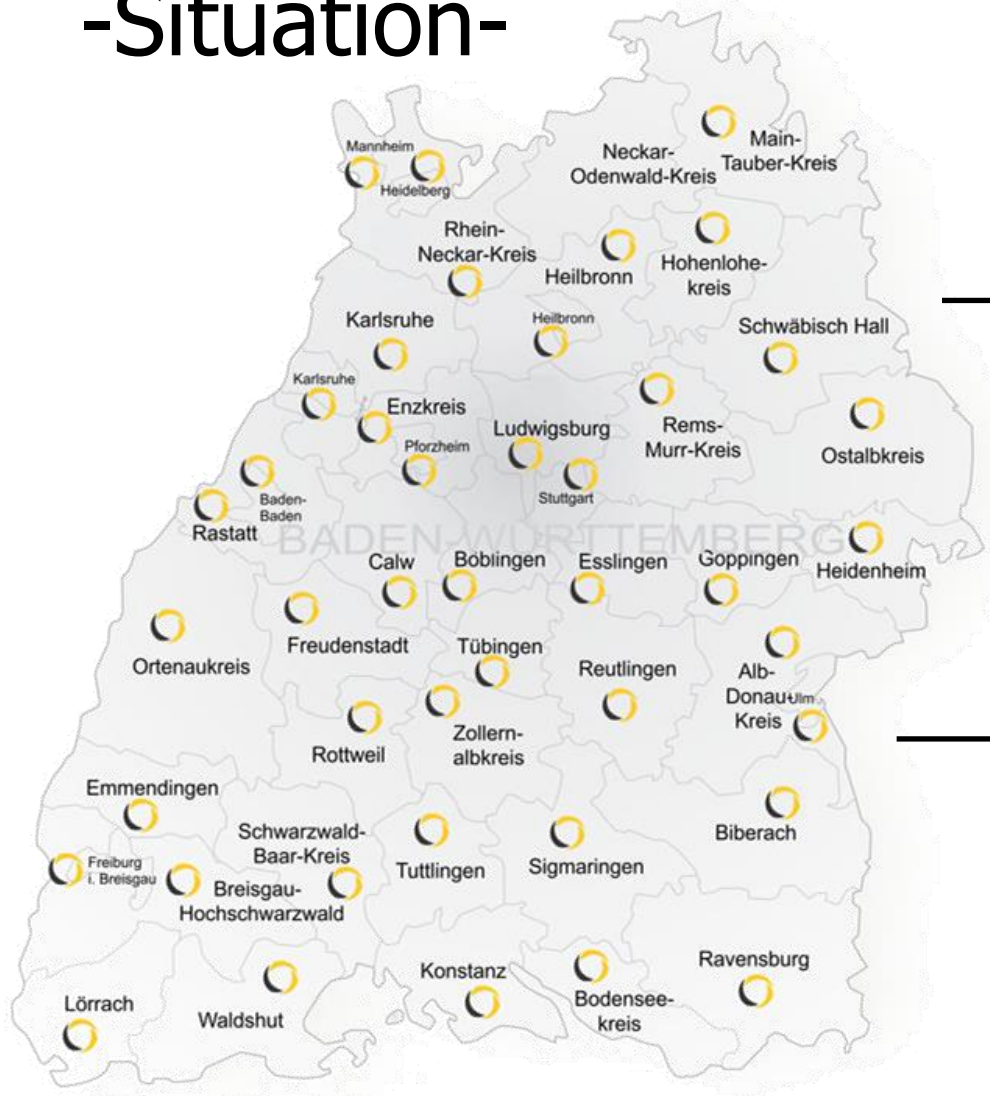 -Situation-
Main-
Tauber-Kreis
Neckar-
Odenwald-Kreis
Mannheim
Heidelberg
Rhein-
Neckar-Kreis
Heilbronn
Hohenlohe-
kreis
Karlsruhe
Heilbronn
Schwäbisch Hall
Karlsruhe
Enzkreis
Pforzheim
Ludwigsburg
Stuttgart
Rems-
Murr-Kreis
Ostalbkreis
Baden-
Baden
Rastatt
BADEN-WÜRTTEMBERG
Calw
Böblingen
Esslingen
Göppingen
Heidenheim
Freudenstadt
Ortenaukreis
Tübingen
Reutlingen
Alb-
Donau-
Kreis
Ulm
Rottweil
Zollern-
albkreis
Emmendingen
Schwarzwald-
Baar-Kreis
Tuttlingen
Sigmaringen
Biberach
Freiburg
i. Breisgau
Breisgau-
Hochschwarzwald
Konstanz
Bodensee-
kreis
Ravensburg
Lörrach
Waldshut